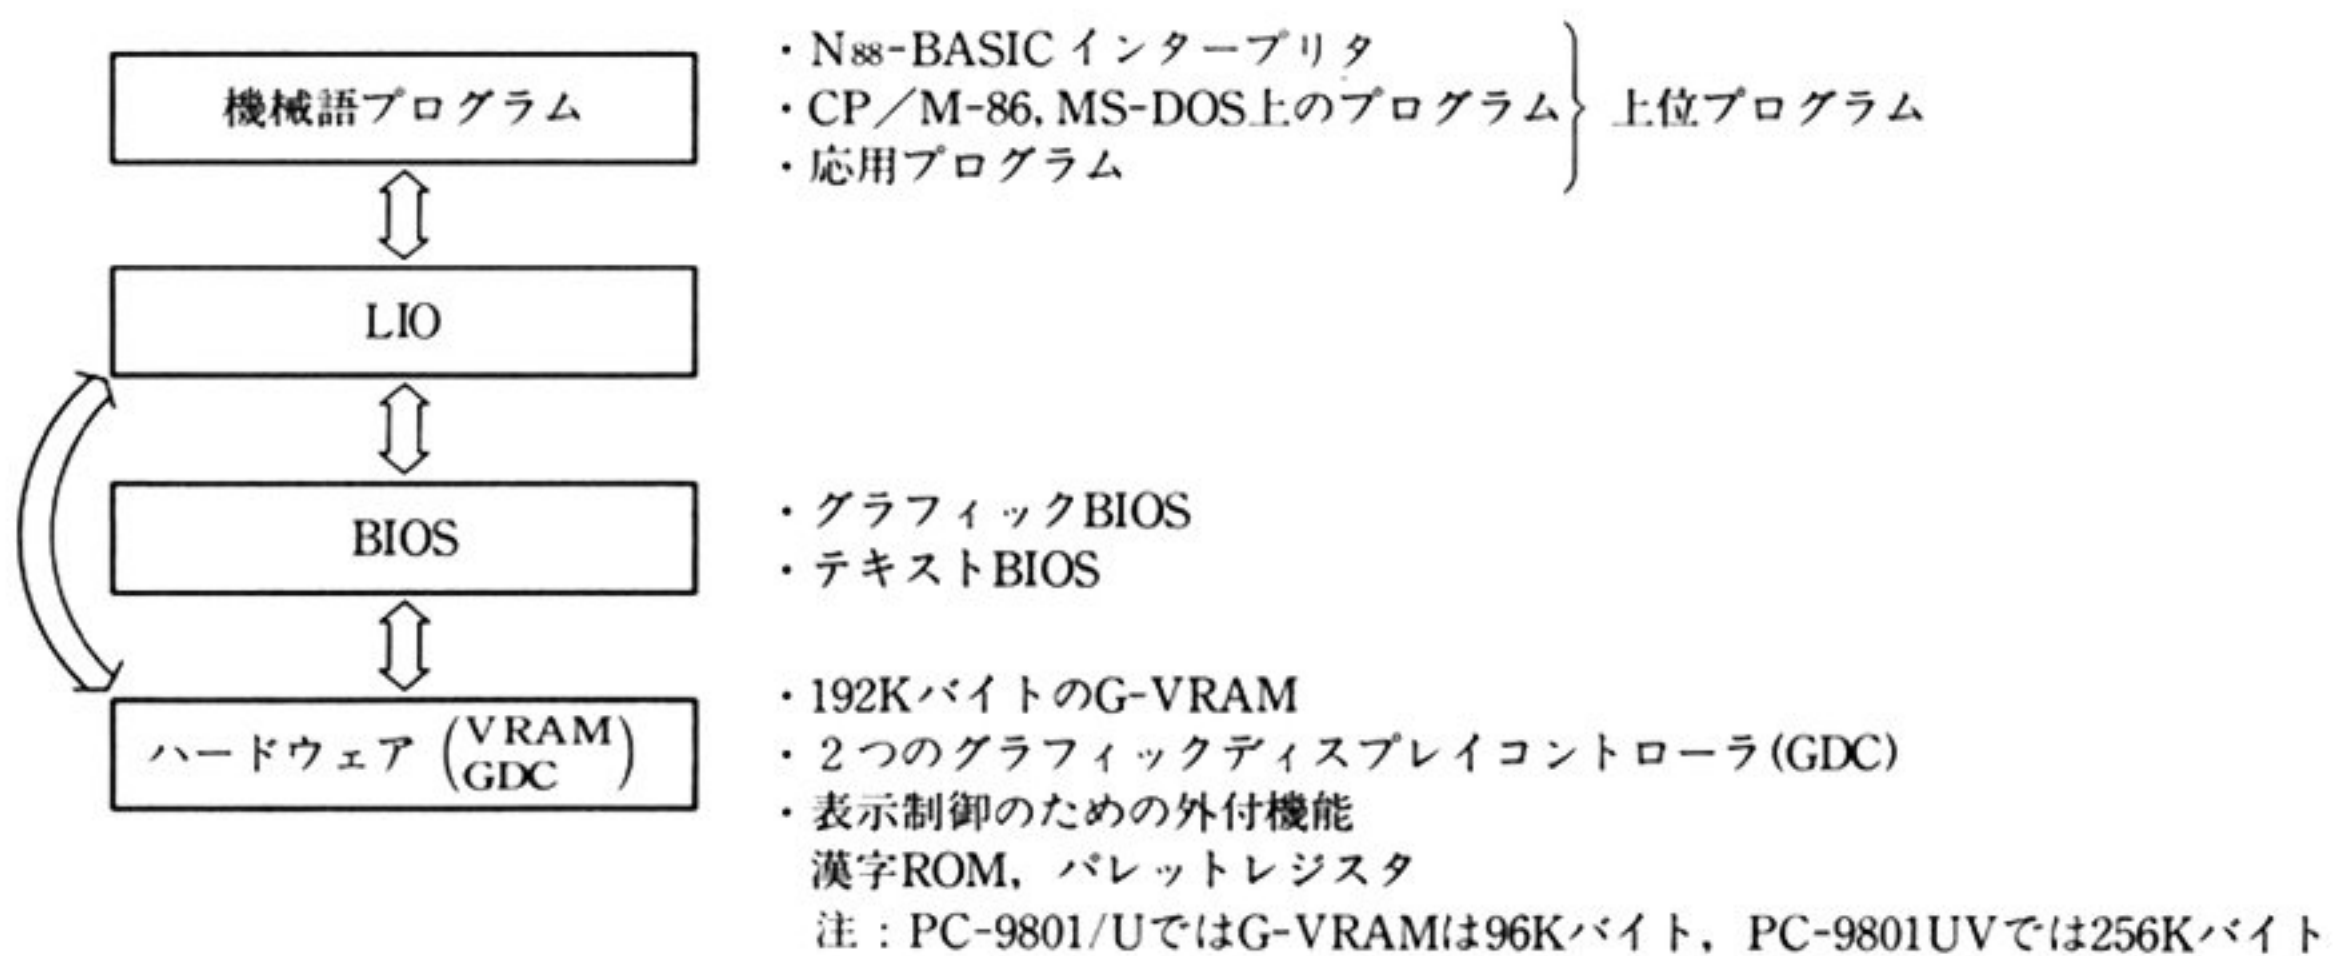 機械語プログラム
・N88-BASICインタープリタ
・CP／M-86, MS-DOS上のプログラム
・応用プログラム
上位プログラム
LIO
BIOS
・グラフィックBIOS
・テキストBIOS
ハードウェア (VRAM
GDC)
・192KバイトのG-VRAM
・2つのグラフィックディスプレイコントローラ(GDC)
・表示制御のための外付機能
漢字ROM，パレットレジスタ
注：PC-9801/UではG-VRAMは96Kバイト，PC-9801UVでは256Kバイト